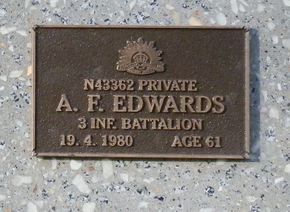 N43362 PRIVATE
A. F. EDWARDS
3 INF. BATTALION
19. 4. 1980 AGE 61